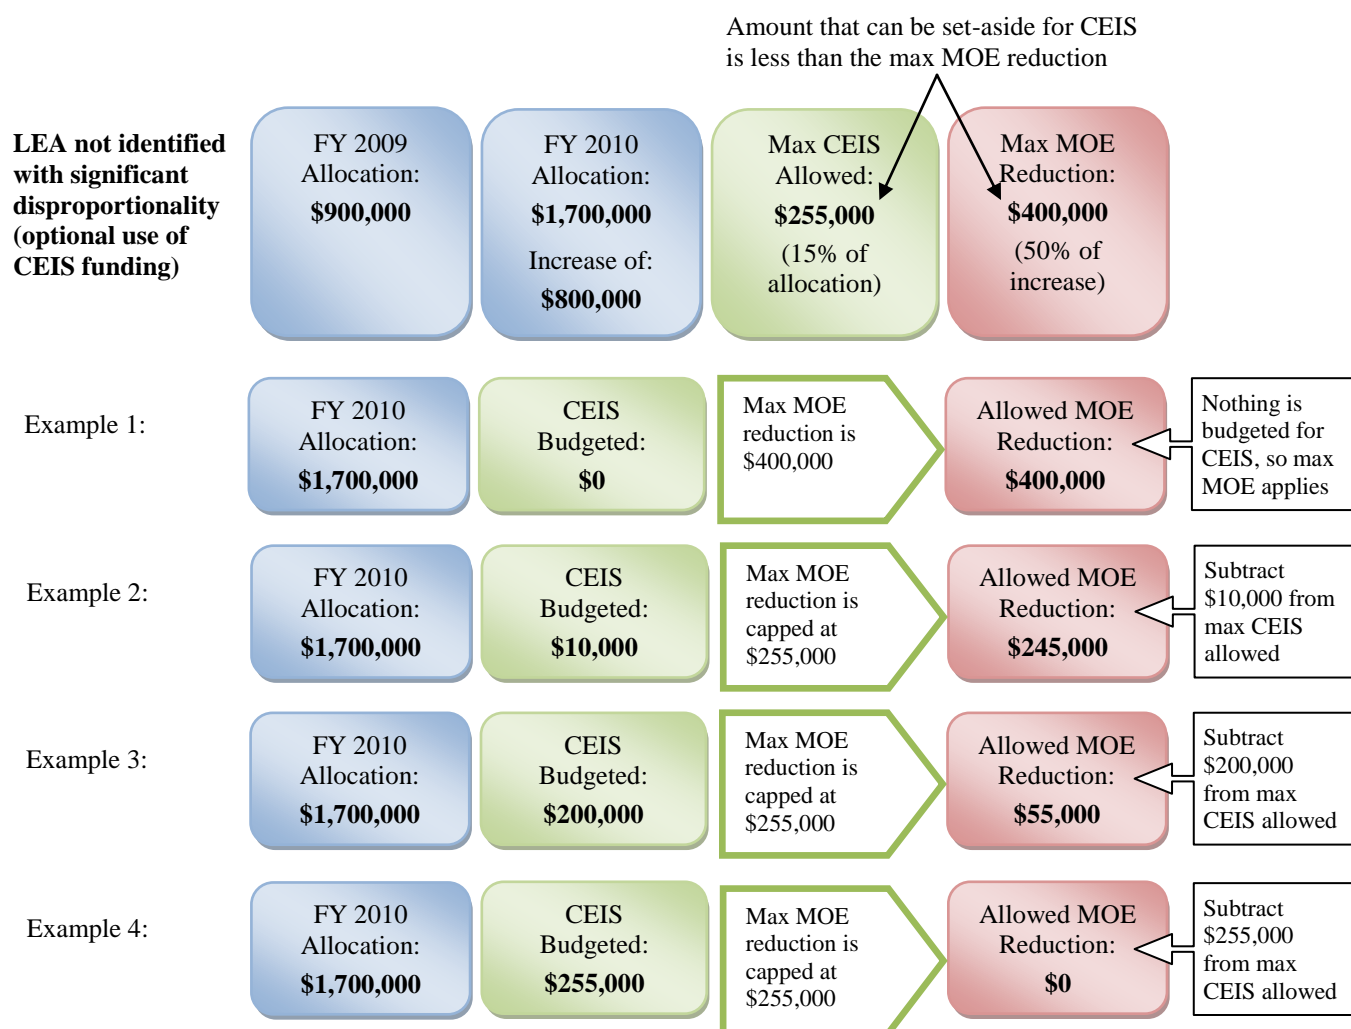 Amount that can be set-aside for CEIS
is less than the max MOE reduction
LEA not identified
with significant
disproportionality
(optional use of
CEIS funding)
FY 2009
Allocation:
$900,000
FY 2010
Allocation:
$1,700,000
Increase of:
$800,000
Max CEIS
Allowed:
$255,000
(15% of
allocation)
Max MOE
Reduction:
$400,000
(50% of
increase)
Example 1:
FY 2010
Allocation:
$1,700,000
CEIS
Budgeted:
$0
Max MOE
reduction is
$400,000
Allowed MOE
Reduction:
$400,000
Nothing is
budgeted for
CEIS, so max
MOE applies
Example 2:
FY 2010
Allocation:
$1,700,000
CEIS
Budgeted:
$10,000
Max MOE
reduction is
capped at
$255,000
Allowed MOE
Reduction:
$245,000
Subtract
$10,000 from
max CEIS
allowed
Example 3:
FY 2010
Allocation:
$1,700,000
CEIS
Budgeted:
$200,000
Max MOE
reduction is
capped at
$255,000
Allowed MOE
Reduction:
$55,000
Subtract
$200,000
from max
CEIS allowed
Example 4:
FY 2010
Allocation:
$1,700,000
CEIS
Budgeted:
$255,000
Max MOE
reduction is
capped at
$255,000
Allowed MOE
Reduction:
$0
Subtract
$255,000
from max
CEIS allowed